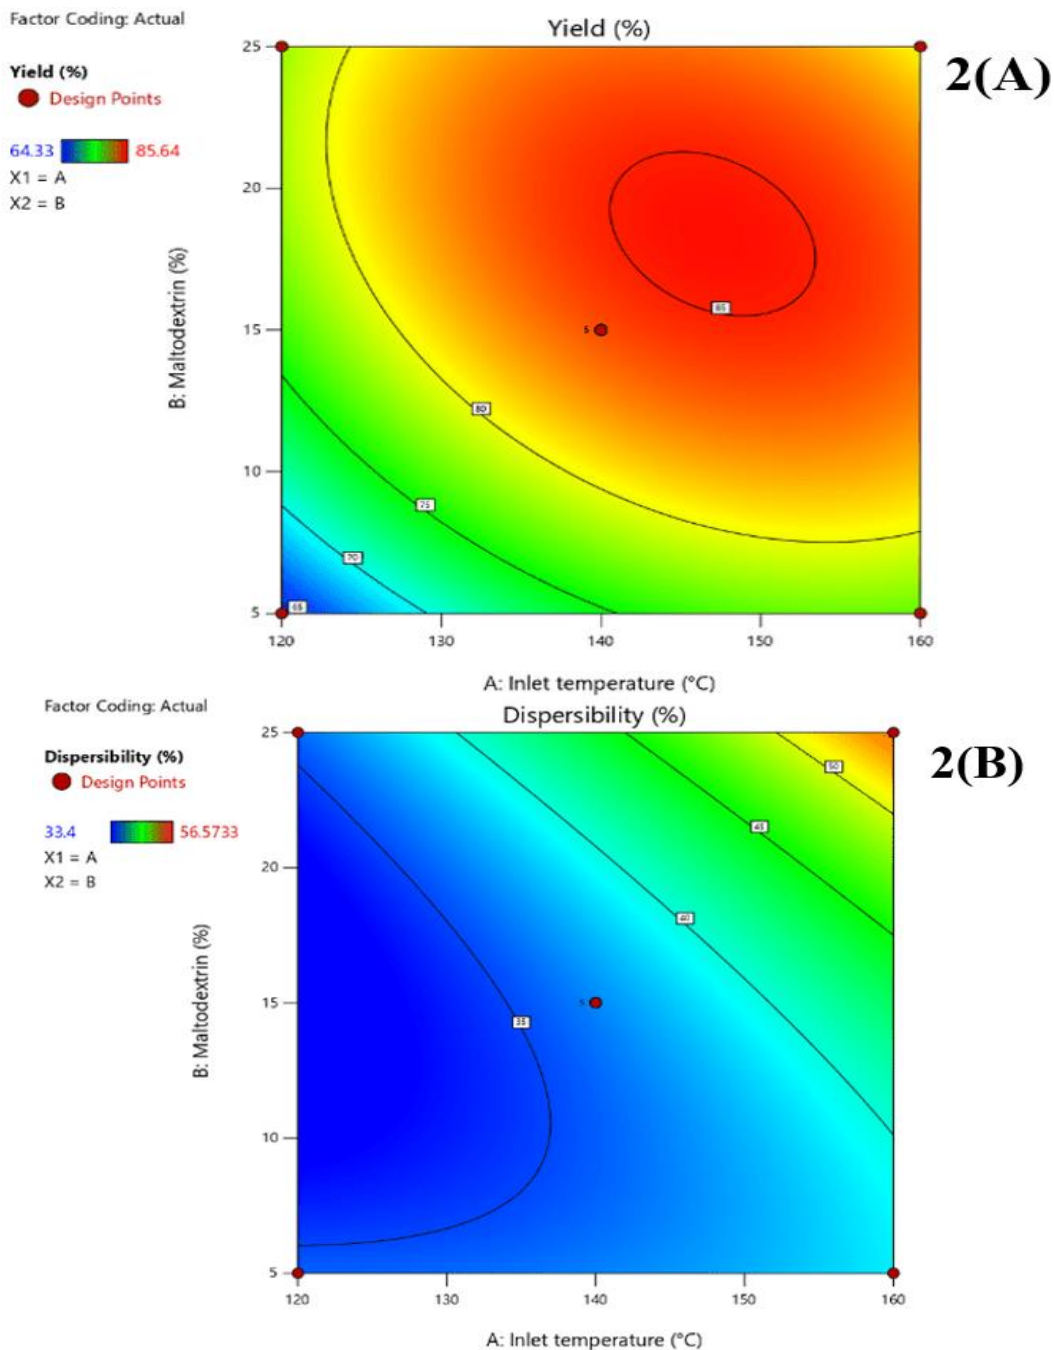 Factor Coding: Actual
Yield (%)
2(A)
Yield (%)
Design Points
64.33 85.64
X1 = A
X2 = B
B: Maltodextrin (%)
25
20
15
10
5
85
5
80
75
70
65
120 130 140 150 160
A: Inlet temperature (°C)
Factor Coding: Actual
Dispersibility (%)
2(B)
Dispersibility (%)
Design Points
33.4 56.5733
X1 = A
X2 = B
B: Maltodextrin (%)
25
20
15
10
5
50
45
40
5
35
120 130 140 150 160
A: Inlet temperature (°C)